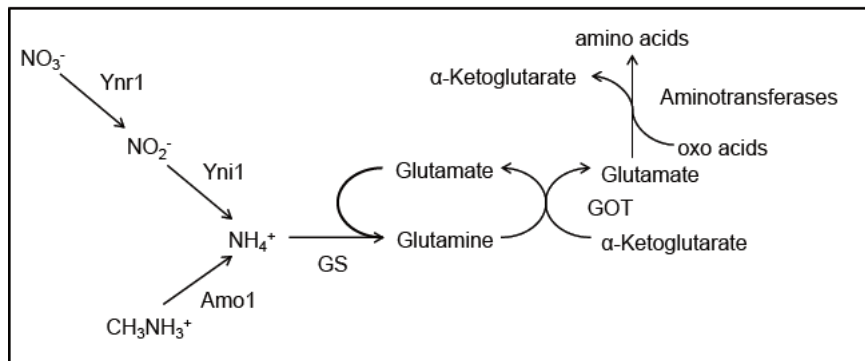 amino acids
NO₃⁻
α-Ketoglutarate
Ynr1
Aminotransferases
NO₂⁻
oxo acids
Yni1
Glutamate
Glutamate
GOT
NH₄⁺
Glutamine
α-Ketoglutarate
GS
Amo1
CH₃NH₃⁺